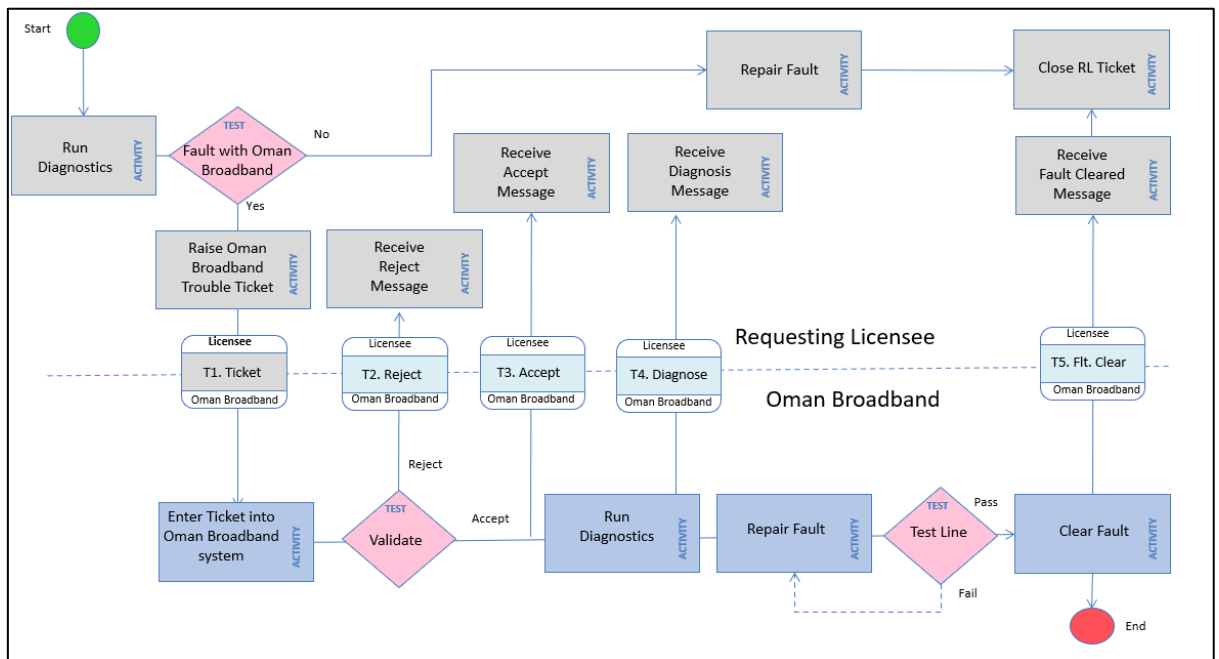 Start
Run
Diagnostics
ACTIVITY
TEST
Fault with Oman
Broadband
No
Yes
Repair Fault
ACTIVITY
Close RL Ticket
ACTIVITY
Receive
Accept
Message
ACTIVITY
Receive
Diagnosis
Message
ACTIVITY
Receive
Fault Cleared
Message
ACTIVITY
Raise Oman
Broadband
Trouble Ticket
ACTIVITY
Receive
Reject
Message
ACTIVITY
Licensee
T1. Ticket
Oman Broadband
Licensee
T2. Reject
Oman Broadband
Licensee
T3. Accept
Oman Broadband
Licensee
T4. Diagnose
Oman Broadband
Requesting Licensee
Oman Broadband
Licensee
T5. Flt. Clear
Oman Broadband
Enter Ticket into
Oman Broadband
system
ACTIVITY
Reject
TEST
Validate
Accept
Run
Diagnostics
ACTIVITY
Repair Fault
ACTIVITY
TEST
Test Line
Pass
Fail
Clear Fault
ACTIVITY
End